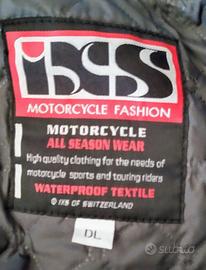 iXS
MOTORCYCLE FASHION
MOTORCYCLE
ALL SEASON WEAR
High quality clothing for the needs of
motorcycle sports and touring riders
WATERPROOF TEXTILE
© IXS OF SWITZERLAND
DL
subito